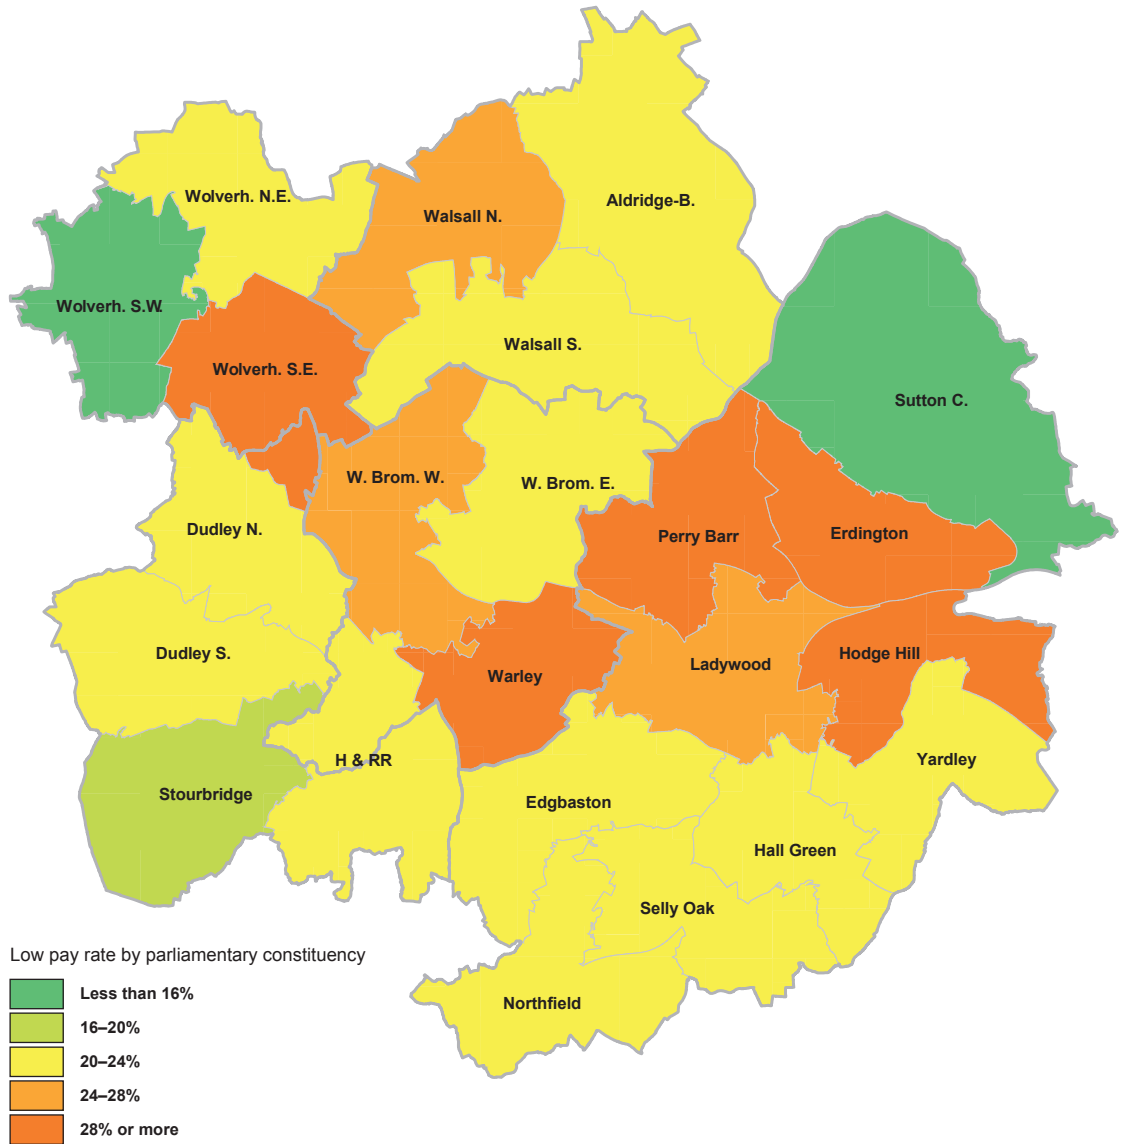 Wolverh. N.E.
Aldridge-B.
Walsall N.
Wolverh. S.W.
Walsall S.
Wolverh. S.E.
Sutton C.
W. Brom. W.
W. Brom. E.
Dudley N.
Perry Barr
Erdington
Dudley S.
Hodge Hill
Ladywood
Warley
H & RR
Yardley
Stourbridge
Edgbaston
Hall Green
Selly Oak
Northfield
Low pay rate by parliamentary constituency
Less than 16%
16–20%
20–24%
24–28%
28% or more